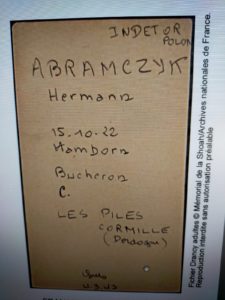 INDET OR
POLON
ABRAMCZYK
Hermann
15.10.22
Hamborn
Bucheron
C.
LES PILES
CORNILLE
(Dordogne)
Fichier Drancy adultes © Mémorial de la Shoah/Archives nationales de France.
Reproduction interdite sans autorisation préalable